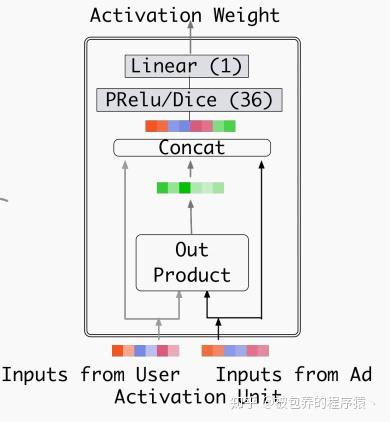 Activation Weight
Linear (1)
PRelu/Dice (36)
Concat
Out
Product
Inputs from User Inputs from Ad
Activation Unit
知乎 @被包养的程序猿丶